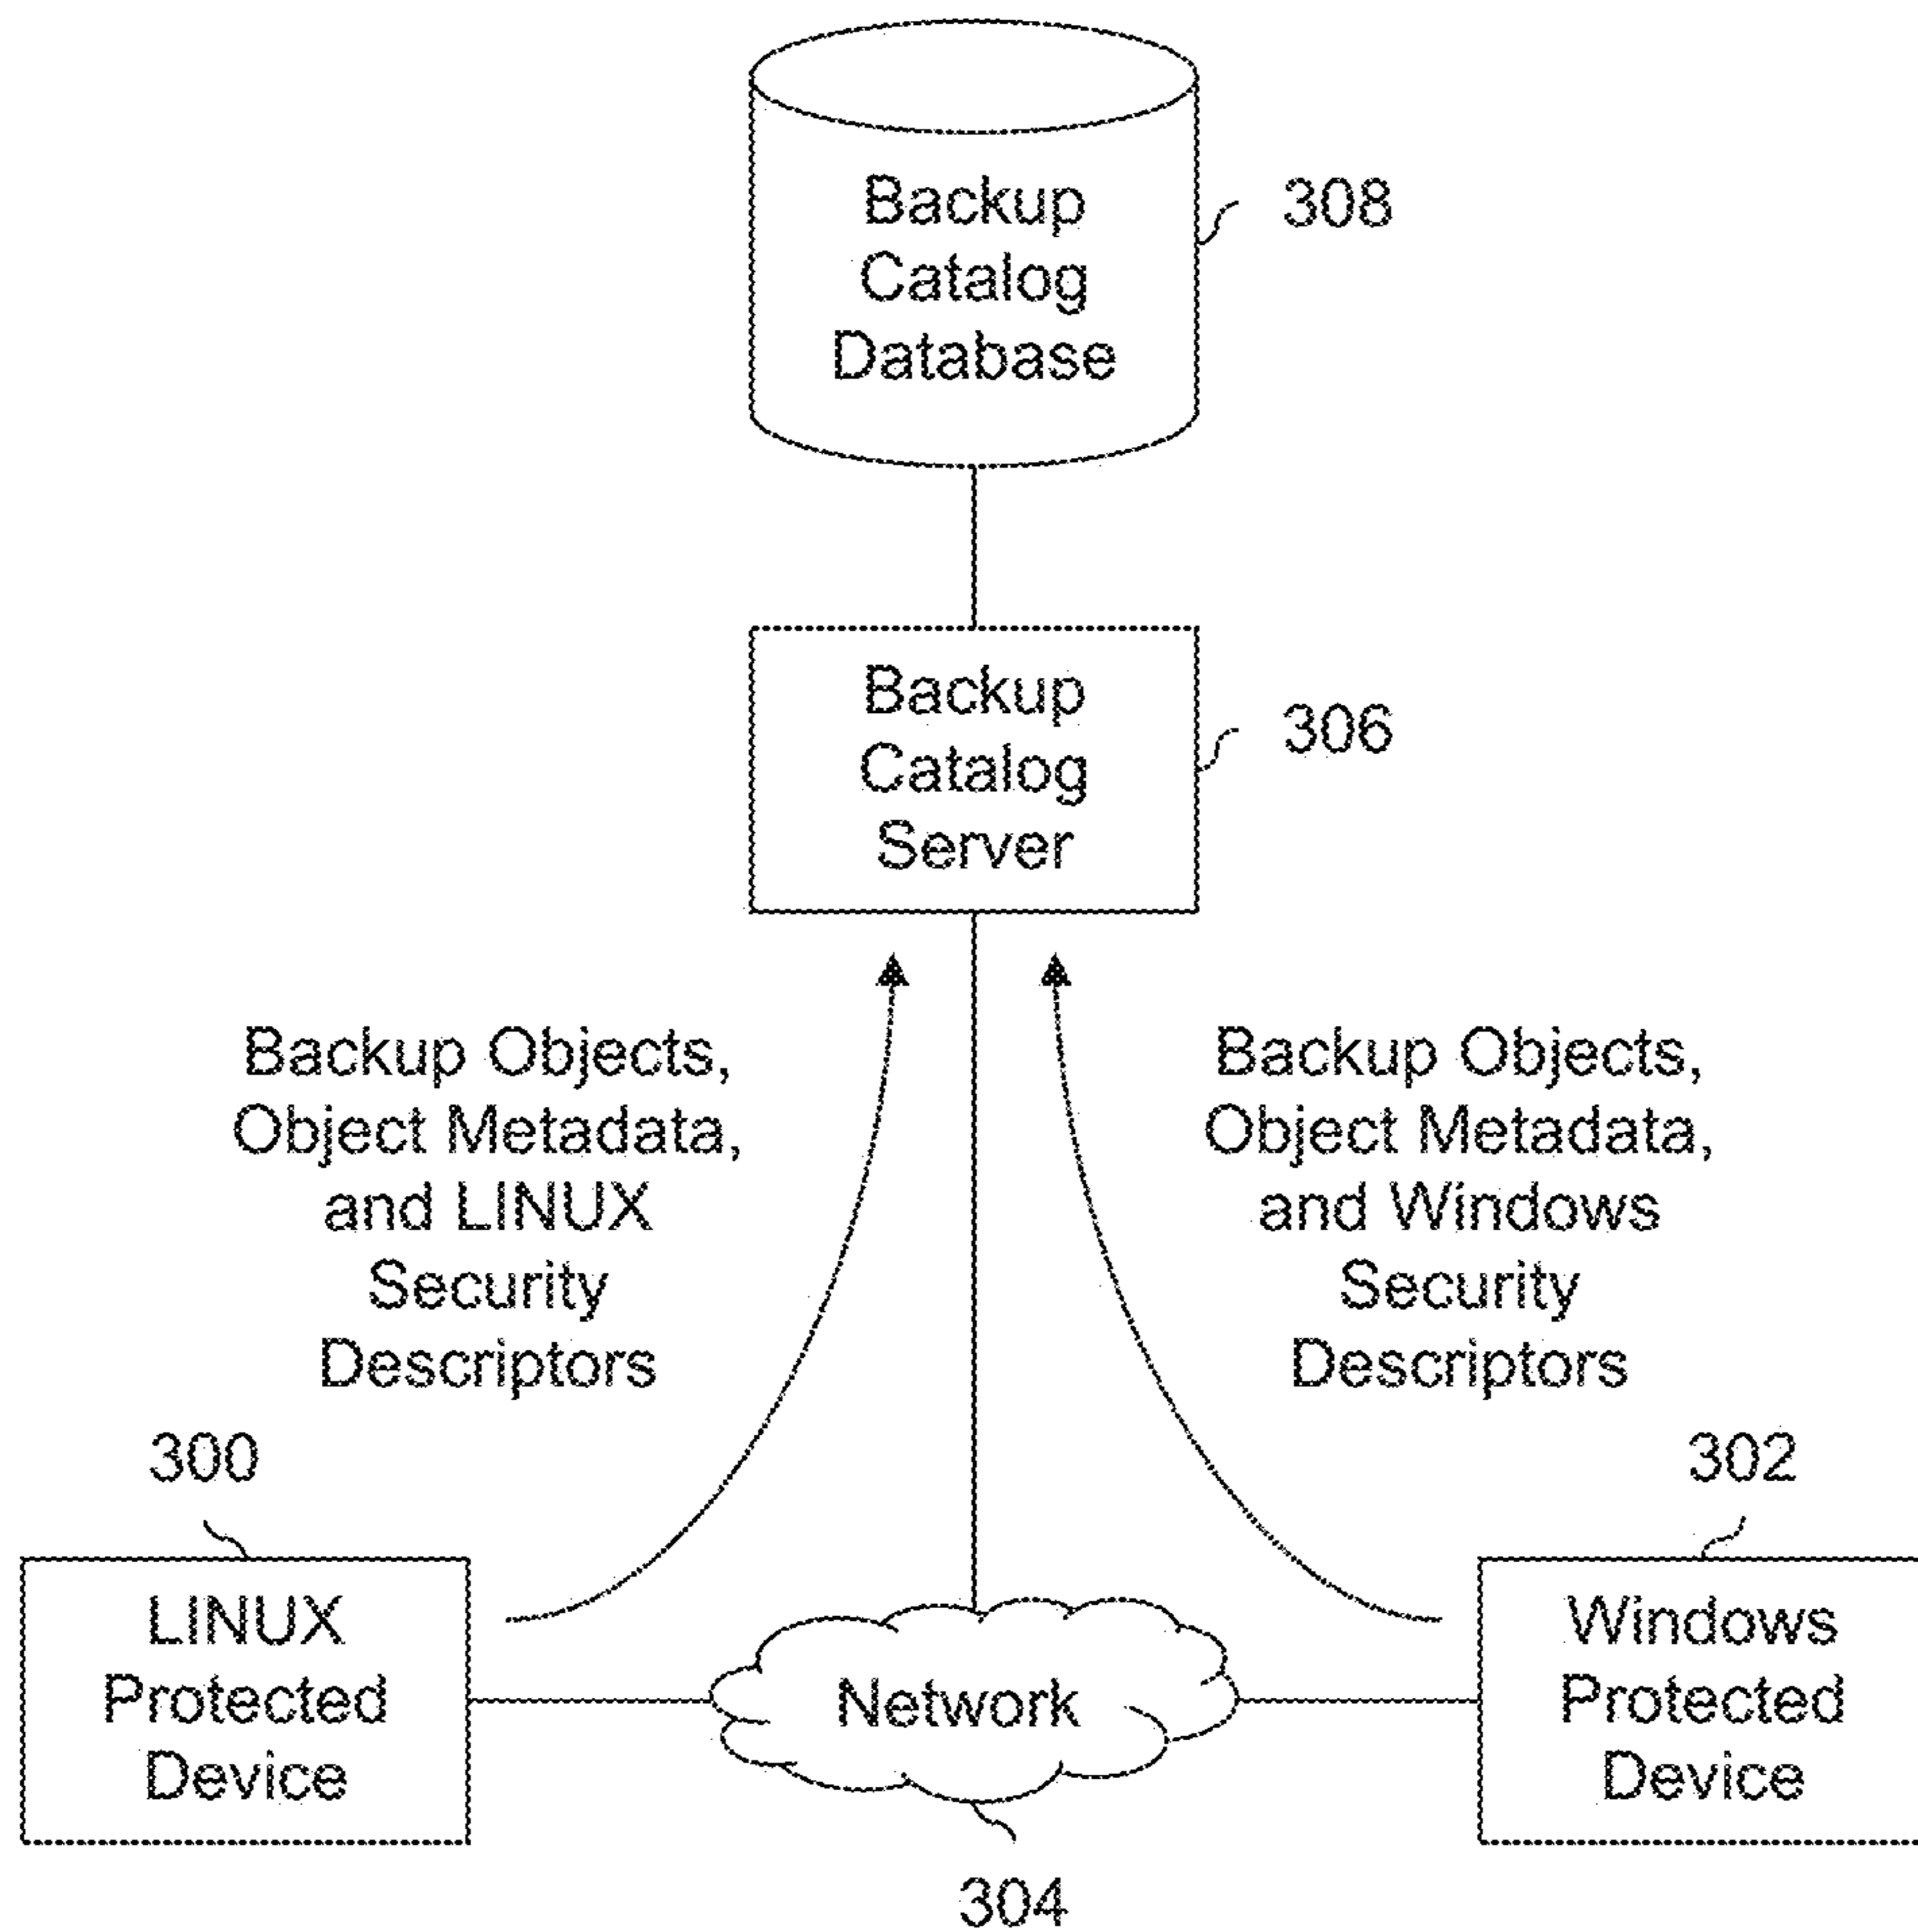 Backup
Catalog
Database
308
Backup
Catalog
Server
306
Backup Objects,
Object Metadata,
and LINUX
Security
Descriptors
Backup Objects,
Object Metadata,
and Windows
Security
Descriptors
300
302
LINUX
Protected
Device
Network
Windows
Protected
Device
304